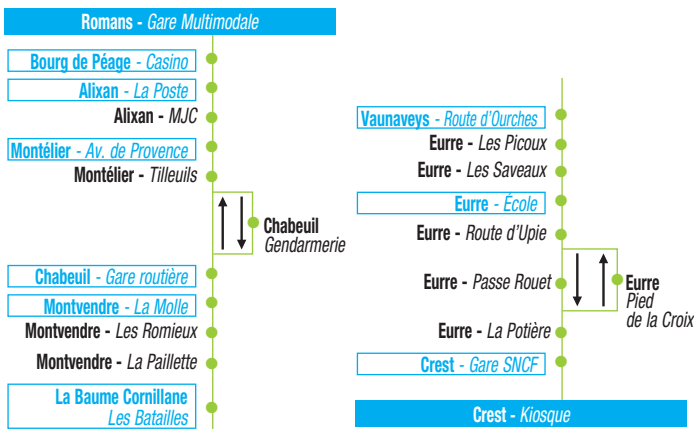 Romans - Gare Multimodale
Bourg de Péage - Casino
Alixan - La Poste
Alixan - MJC
Montélier - Av. de Provence
Montélier - Tilleuls
Chabeuil
Gendarmerie
Chabeuil - Gare routière
Montvendre - La Molle
Montvendre - Les Romieux
Montvendre - La Paillette
La Baume Cornillane
Les Batailles
Vaunaveys - Route d'Ourches
Eurre - Les Picoux
Eurre - Les Saveaux
Eurre - École
Eurre - Route d'Upie
Eurre - Passe Rouet
Eurre
Pied
de la Croix
Eurre - La Potière
Crest - Gare SNCF
Crest - Kiosque